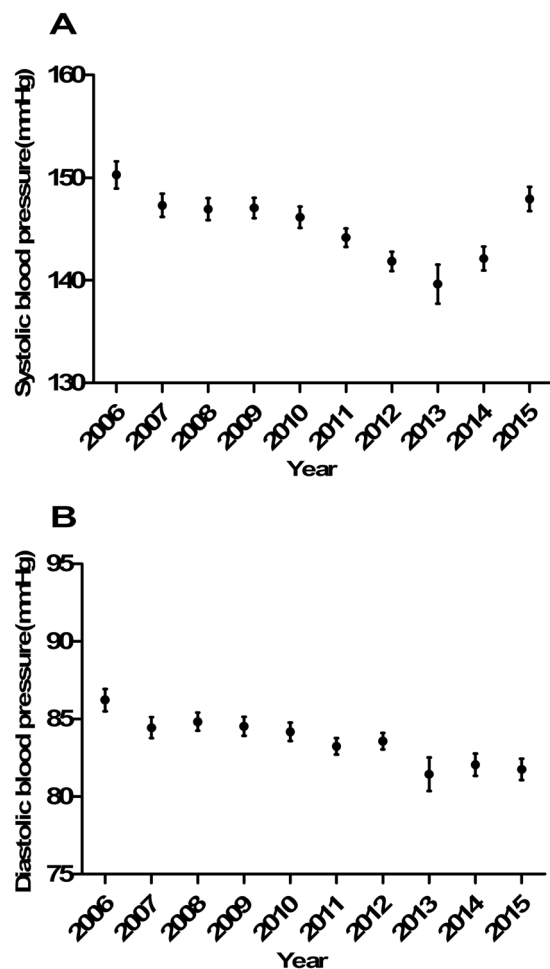 A
Systolic blood pressure(mmHg)
160
150
140
130
2006 2007 2008 2009 2010 2011 2012 2013 2014 2015
Year
B
Diastolic blood pressure(mmHg)
95
90
85
80
75
2006 2007 2008 2009 2010 2011 2012 2013 2014 2015
Year